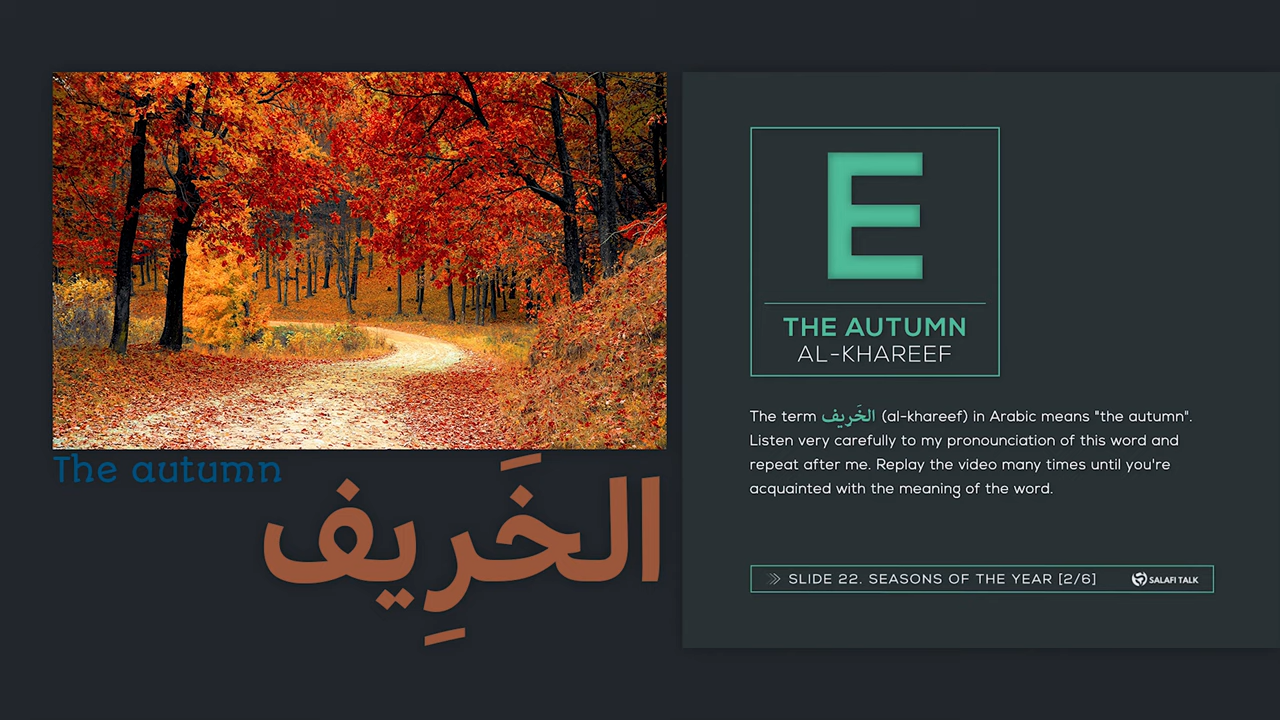 The autumn
الخَرِيف
E
THE AUTUMN
AL-KHAREEF
The term الخَرِيف (al-khareef) in Arabic means "the autumn".
Listen very carefully to my pronounciation of this word and
repeat after me. Replay the video many times until you're
acquainted with the meaning of the word.
SLIDE 22. SEASONS OF THE YEAR [2/6] SALAFI TALK